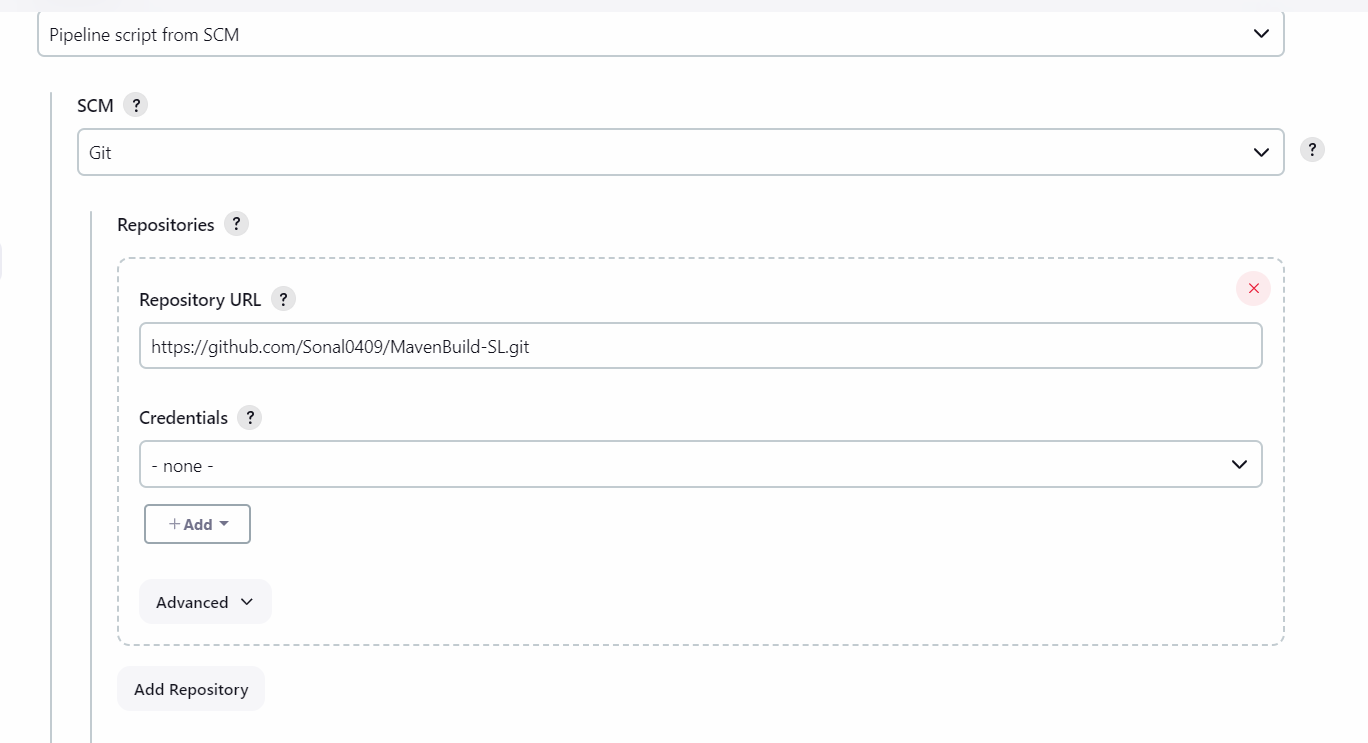 Pipeline script from SCM
SCM ?
Git
?
Repositories ?
Repository URL ?
https://github.com/Sonal0409/MavenBuild-SL.git
Credentials ?
- none -
+ Add
Advanced
Add Repository